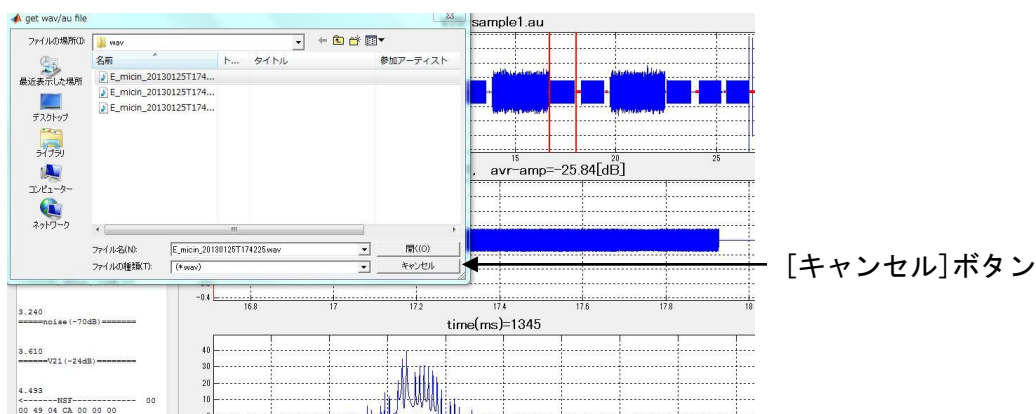 get wav/au file
sample1.au
ファイルの場所(I):
wav
最近表示した場所
デスクトップ
ライブラリ
コンピューター
ネットワーク
名前
ト...
タイトル
参加アーティスト
E_micin_20130125T174...
E_micin_20130125T174...
E_micin_20130125T174...
ファイル名(N):
E_micin_20130125T174225.wav
開く(O)
ファイルの種類(T):
(*.wav)
キャンセル
[キャンセル]ボタン
15
20
25
avr-amp=-25.84[dB]
-0.4
16.8
17
17.2
17.4
17.6
17.8
18
time(ms)=1345
40
30
20
10
0
3.240
=====noise(-70dB)=======
3.610
======V21(-24dB)========
4.493
<-------NSF------------- 00
00 49 04 CA 00 00 00